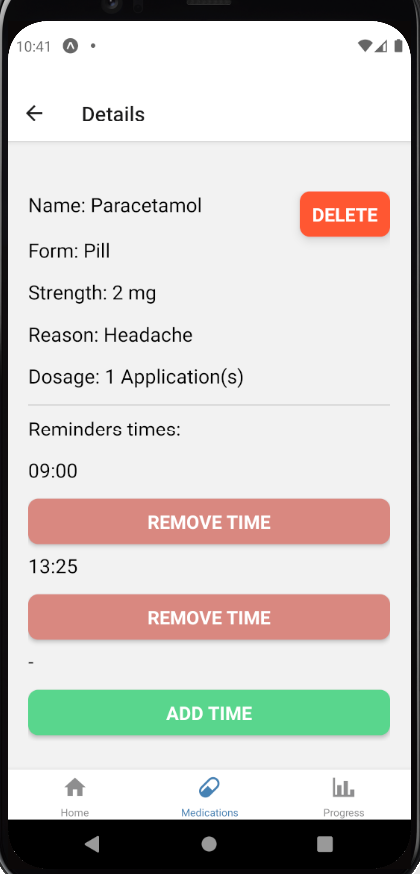 10:41
Details
Name: Paracetamol
DELETE
Form: Pill
Strength: 2 mg
Reason: Headache
Dosage: 1 Application(s)
Reminders times:
09:00
REMOVE TIME
13:25
REMOVE TIME
-
ADD TIME
Home Medications Progress